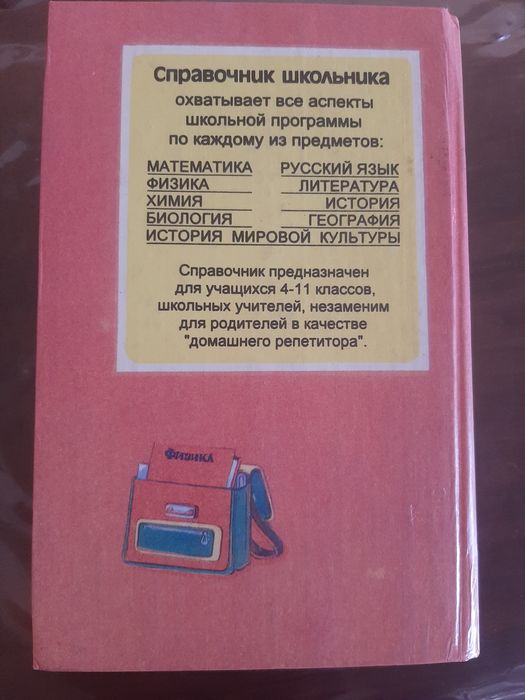 Справочник школьника
охватывает все аспекты
школьной программы
по каждому из предметов:
МАТЕМАТИКА РУССКИЙ ЯЗЫК
ФИЗИКА ЛИТЕРАТУРА
ХИМИЯ ИСТОРИЯ
БИОЛОГИЯ ГЕОГРАФИЯ
ИСТОРИЯ МИРОВОЙ КУЛЬТУРЫ
Справочник предназначен
для учащихся 4-11 классов,
школьных учителей, незаменим
для родителей в качестве
"домашнего репетитора".
ФИЗИКА